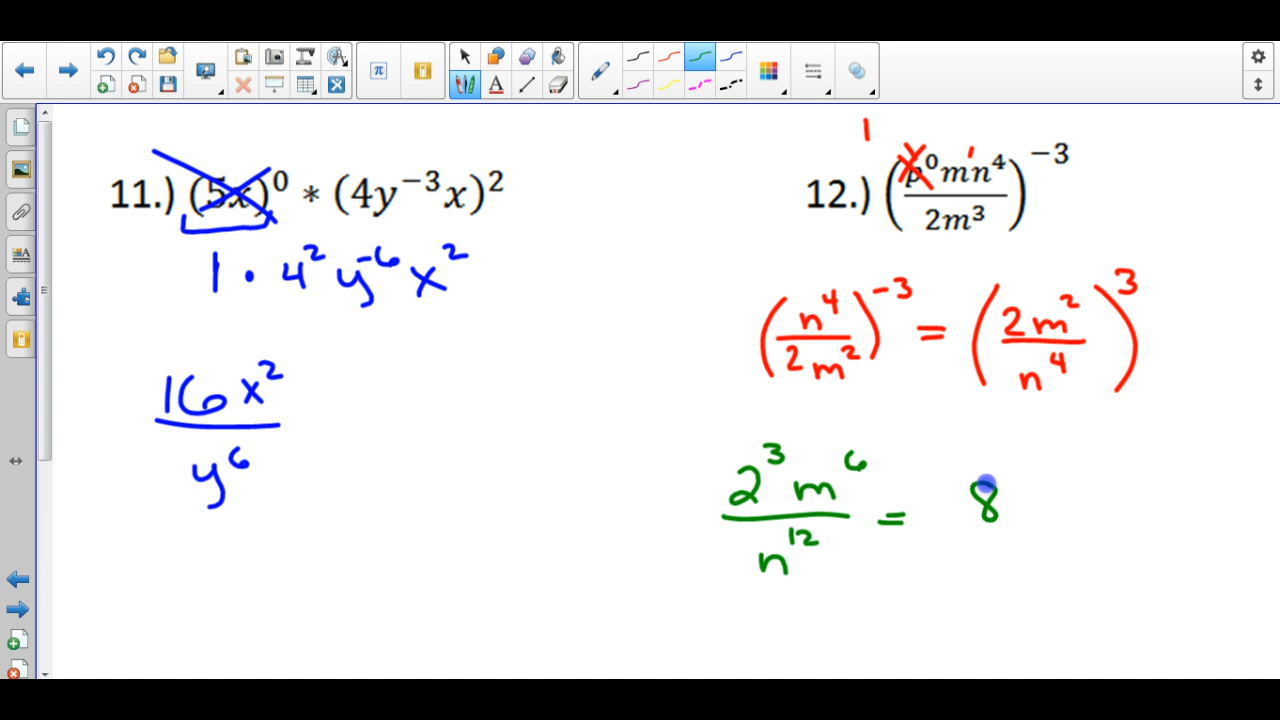 11.) (5x)⁰ * (4y⁻³x)²
1 · 4² y⁻⁶ x²
16x²
y⁶
1
1
12.) (p⁰mn⁴ / 2m³)⁻³
(n⁴ / 2m²)⁻³ = (2m² / n⁴)³
2³m⁶ / n¹² = 8